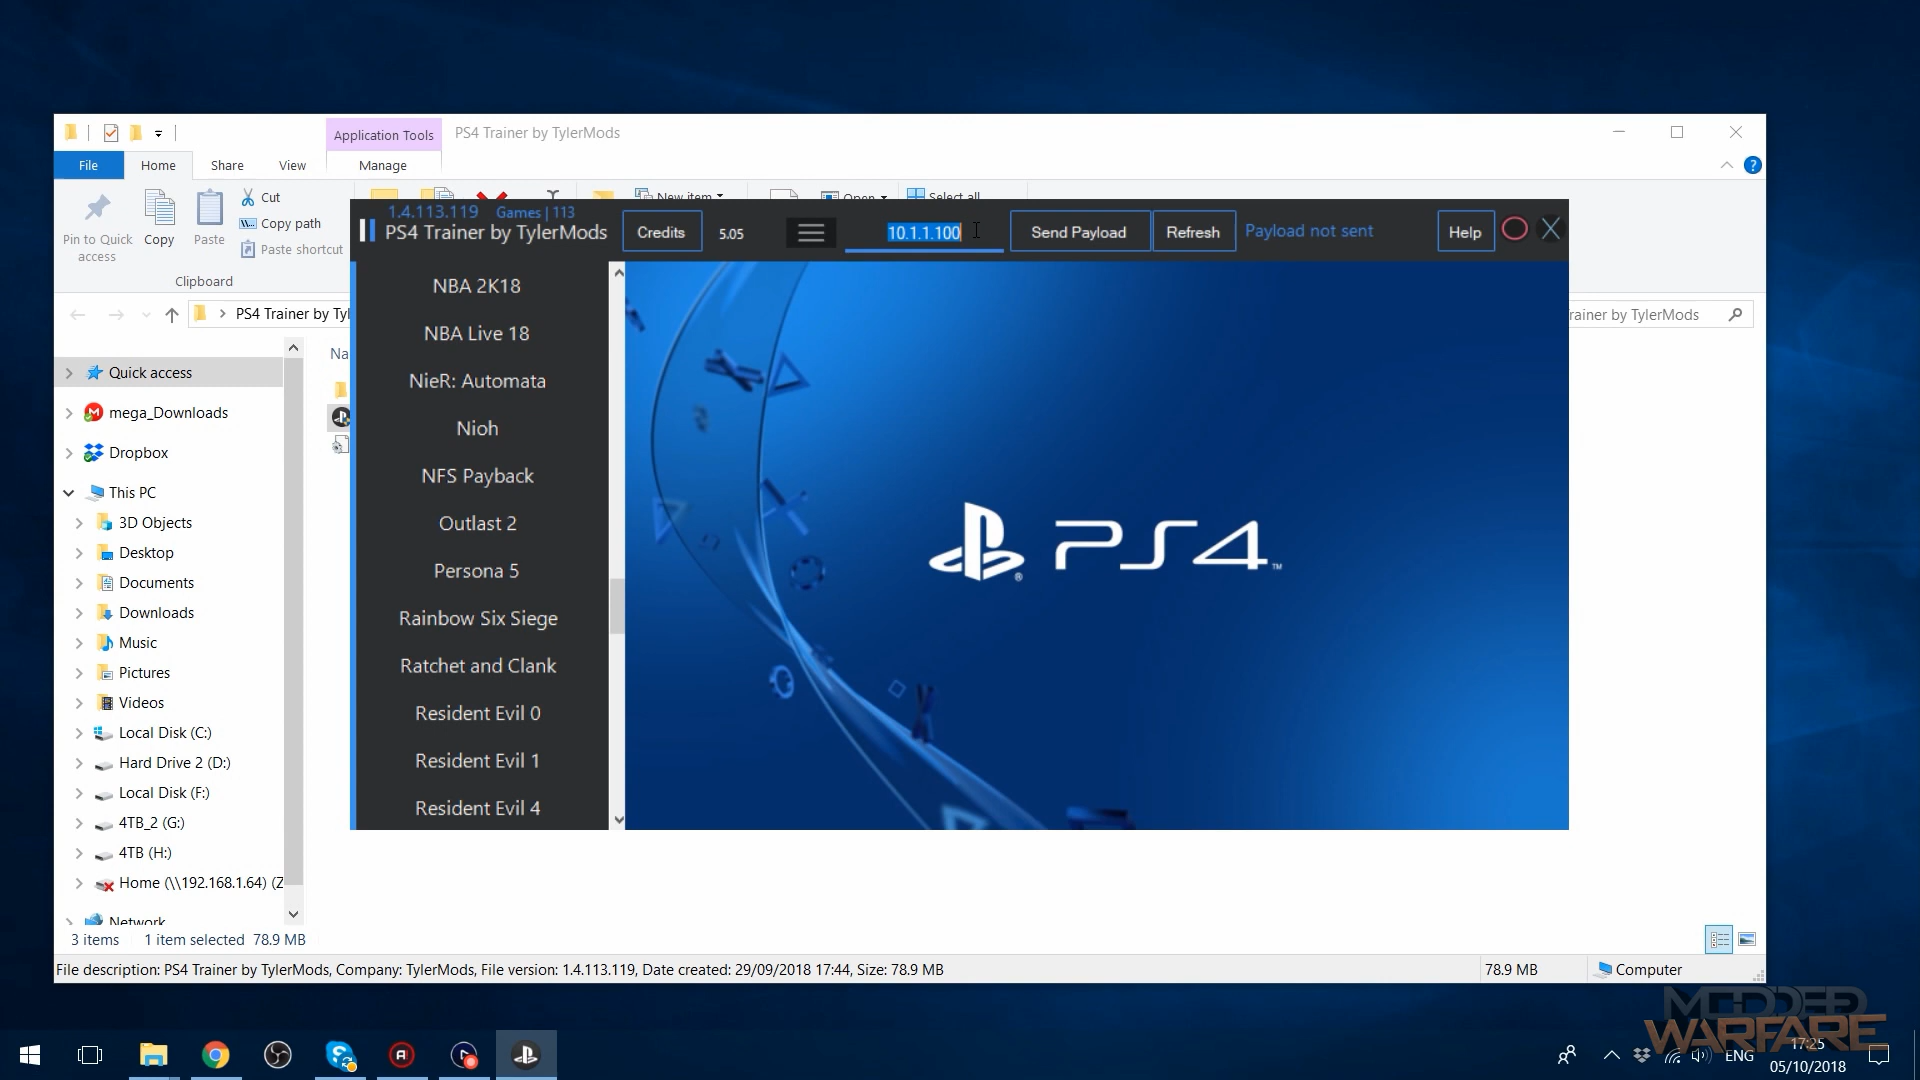 Application Tools
PS4 Trainer by TylerMods
File
Home
Share
View
Manage
Pin to Quick access
Copy
Paste
Cut
Copy path
Paste shortcut
Clipboard
New item
Open
Select all
1.4.113.119
Games | 113
PS4 Trainer by TylerMods
Credits
5.05
10.1.1.100
Send Payload
Refresh
Payload not sent
Help
X
PS4 Trainer by Tyl
rainer by TylerMods
Na
NBA 2K18
NBA Live 18
NieR: Automata
Nioh
NFS Payback
Outlast 2
Persona 5
Rainbow Six Siege
Ratchet and Clank
Resident Evil 0
Resident Evil 1
Resident Evil 4
PS4™
Quick access
mega_Downloads
Dropbox
This PC
3D Objects
Desktop
Documents
Downloads
Music
Pictures
Videos
Local Disk (C:)
Hard Drive 2 (D:)
Local Disk (F:)
4TB_2 (G:)
4TB (H:)
Home (\\192.168.1.64) (Z
Network
3 items
1 item selected 78.9 MB
File description: PS4 Trainer by TylerMods, Company: TylerMods, File version: 1.4.113.119, Date created: 29/09/2018 17:44, Size: 78.9 MB
78.9 MB
Computer
MODDED
WARFARE
17:25
ENG
05/10/2018